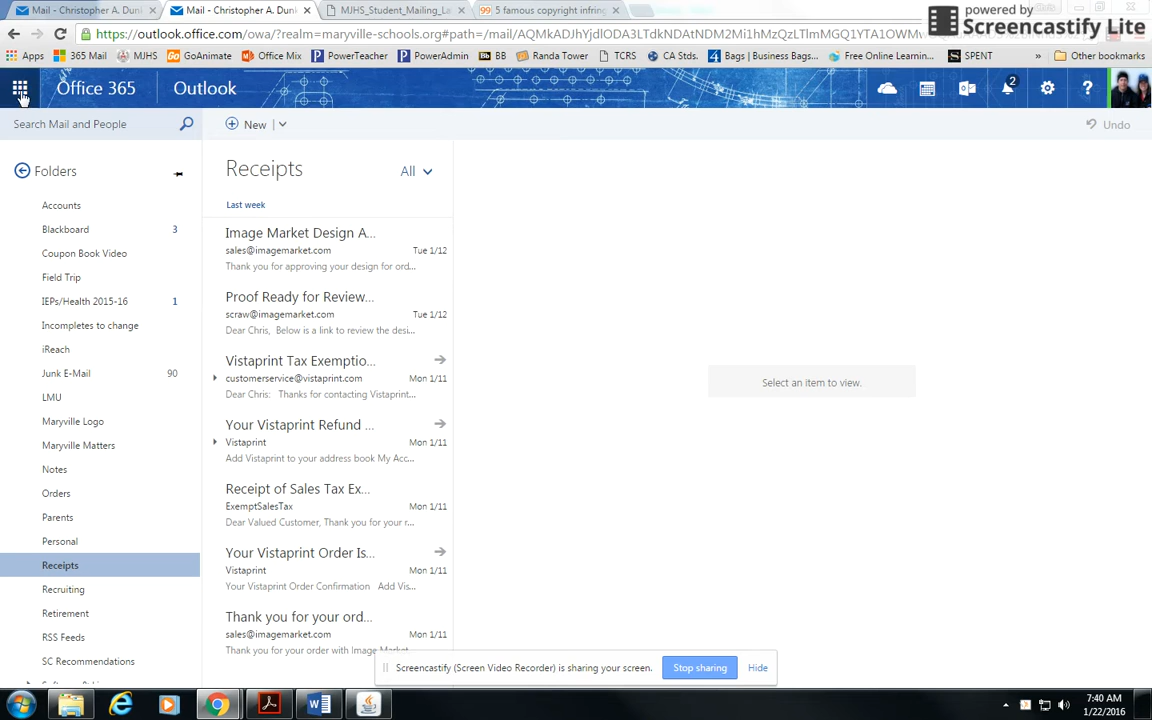 Mail - Christopher A. Dunk
Mail - Christopher A. Dunk
MJHS_Student_Mailing_La
99 5 famous copyright infring
powered by
Screencastify Lite
https://outlook.office.com/owa/?realm=maryville-schools.org#path=/mail/
Apps
365 Mail
MJHS
GoAnimate
Office Mix
PowerTeacher
PowerAdmin
BB
Randa Tower
TCRS
CA Stds.
4 Bags | Business Bags...
Free Online Learnin...
SPENT
»
Other bookmarks
Office 365
Outlook
2
?
Search Mail and People
New
Undo
Folders
Accounts
Blackboard 3
Coupon Book Video
Field Trip
IEPs/Health 2015-16 1
Incompletes to change
iReach
Junk E-Mail 90
LMU
Maryville Logo
Maryville Matters
Notes
Orders
Parents
Personal
Receipts
Recruiting
Retirement
RSS Feeds
SC Recommendations
Receipts
All
Last week
Image Market Design A...
sales@imagemarket.com Tue 1/12
Thank you for approving your design for ord...
Proof Ready for Review...
scraw@imagemarket.com Tue 1/12
Dear Chris, Below is a link to review the desi...
Vistaprint Tax Exemptio...
customerservice@vistaprint.com Mon 1/11
Dear Chris: Thanks for contacting Vistaprint...
Your Vistaprint Refund ...
Vistaprint Mon 1/11
Add Vistaprint to your address book My Acc...
Receipt of Sales Tax Ex...
ExemptSalesTax Mon 1/11
Dear Valued Customer, Thank you for your r...
Your Vistaprint Order Is...
Vistaprint Mon 1/11
Your Vistaprint Order Confirmation Add Vis...
Thank you for your ord...
sales@imagemarket.com Mon 1/11
Thank you for your order with Image Market
Select an item to view.
Screencastify (Screen Video Recorder) is sharing your screen.
Stop sharing
Hide
7:40 AM
1/22/2016